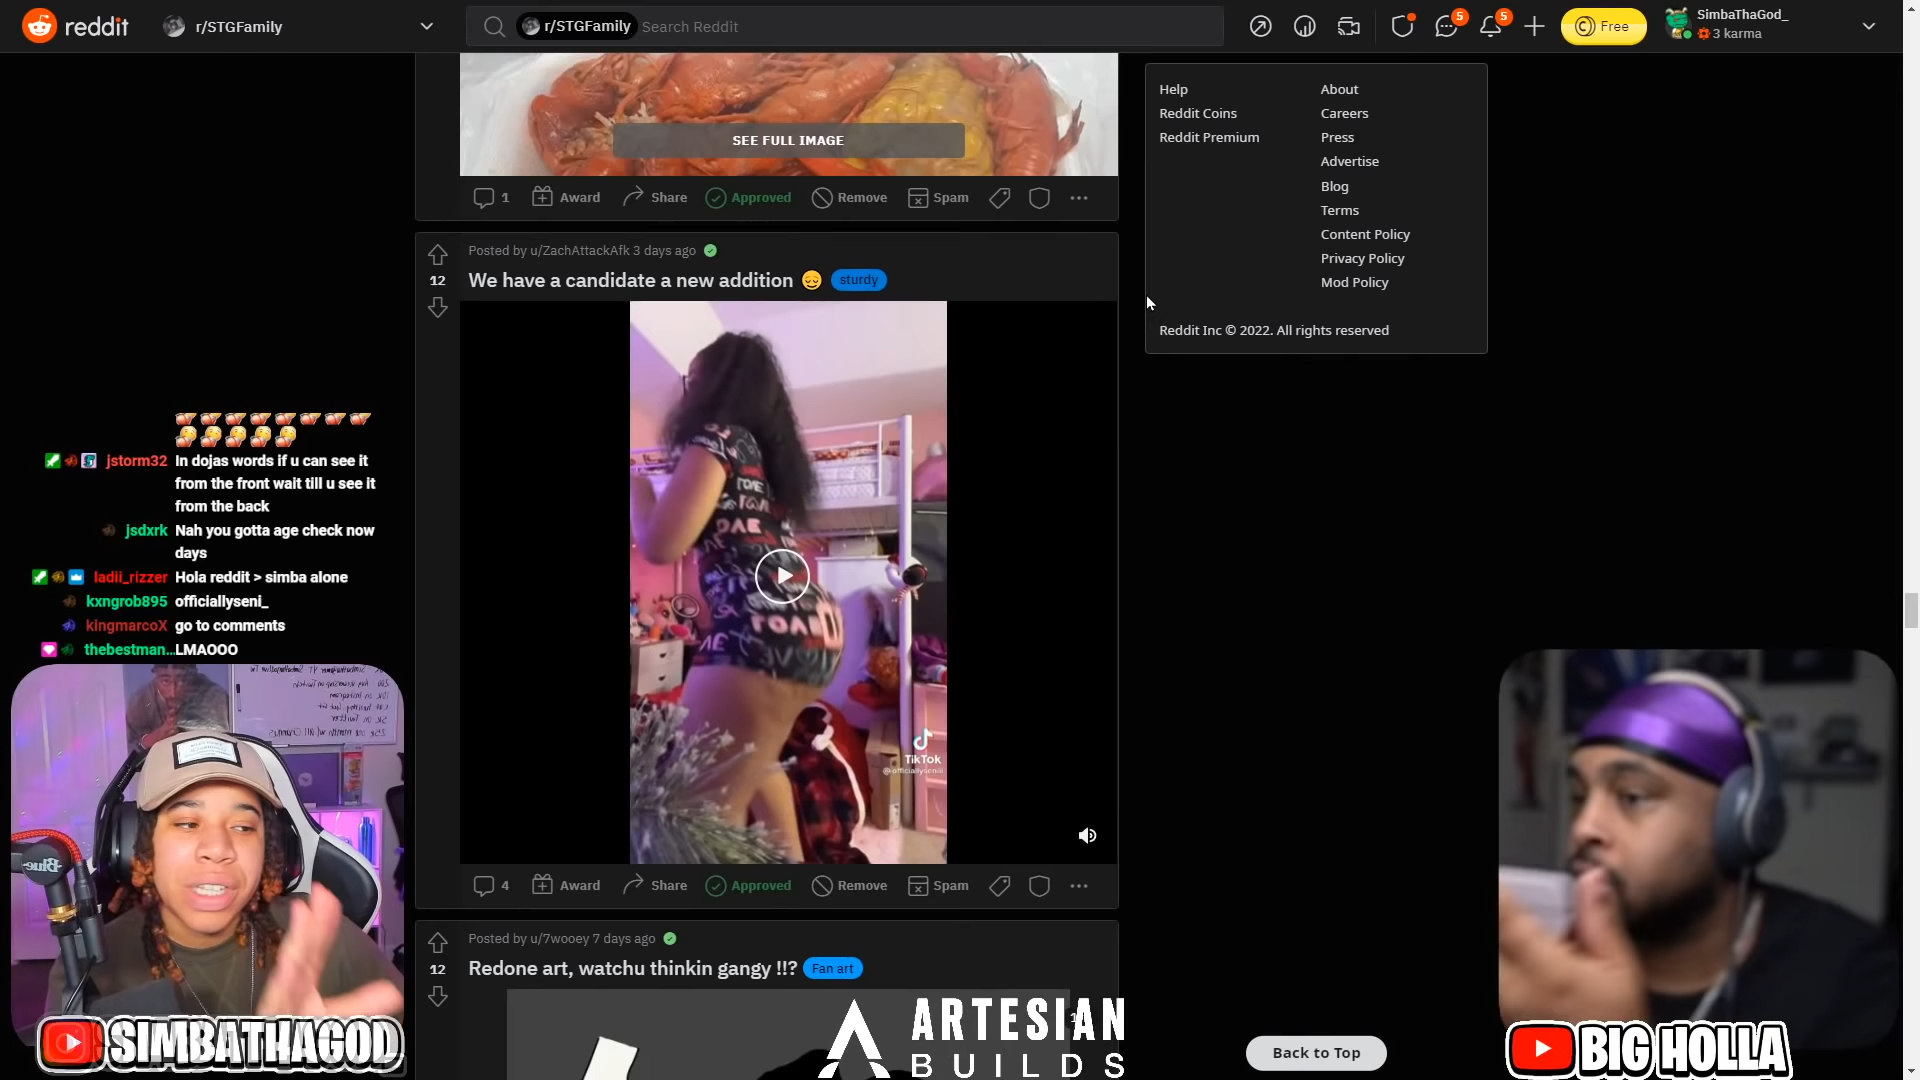 reddit
r/STGFamily
r/STGFamily Search Reddit
5
5
Free
SimbaThaGod_
3 karma
SEE FULL IMAGE
1 Award Share Approved Remove Spam
Help
Reddit Coins
Reddit Premium
About
Careers
Press
Advertise
Blog
Terms
Content Policy
Privacy Policy
Mod Policy
Reddit Inc © 2022. All rights reserved
Posted by u/ZachAttackAfk 3 days ago
12
We have a candidate a new addition 😌 sturdy
TikTok
4 Award Share Approved Remove Spam
jstorm32 In dojas words if u can see it
from the front wait till u see it
from the back
jsdxrk Nah you gotta age check now
days
ladii_rizzer Hola reddit > simba alone
kxngrob895 officiallyseni_
kingmarcoX go to comments
thebestman... LMAOOO
Blue
SIMBATHAGOD
Posted by u/7wooey 7 days ago
12
Redone art, watchu thinkin gangy !!? Fan art
ARTESIAN
BUILDS
Back to Top
BIG HOLLA